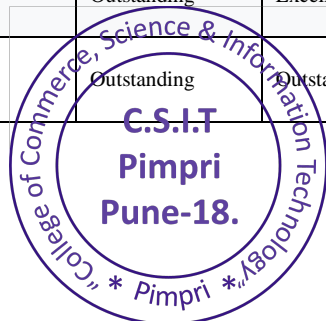 Outstanding
Outstanding
"College of Commerce, Science & Information Technology"
C.S.I.T
Pimpri
Pune-18.
* Pimpri *